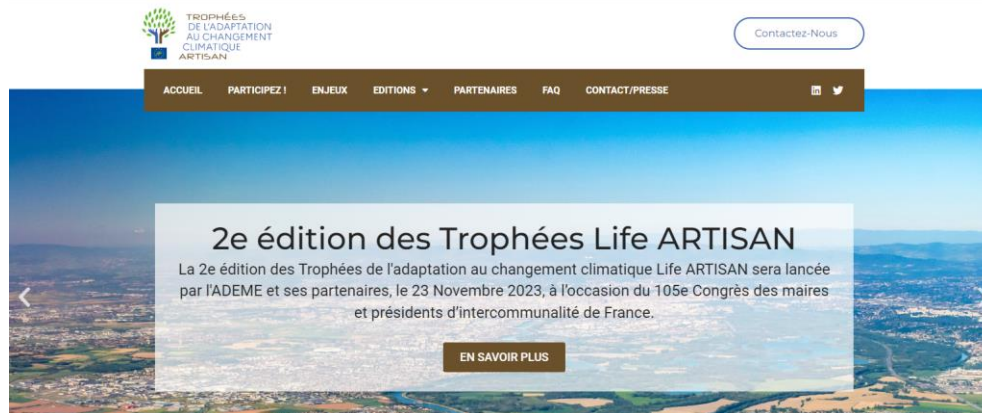 TROPHÉES
DE L'ADAPTATION
AU CHANGEMENT
CLIMATIQUE
ARTISAN
Contactez-Nous
ACCUEIL PARTICIPEZ ! ENJEUX EDITIONS PARTENAIRES FAQ CONTACT/PRESSE
2e édition des Trophées Life ARTISAN
La 2e édition des Trophées de l'adaptation au changement climatique Life ARTISAN sera lancée
par l'ADEME et ses partenaires, le 23 Novembre 2023, à l'occasion du 105e Congrès des maires
et présidents d'intercommunalité de France.
EN SAVOIR PLUS